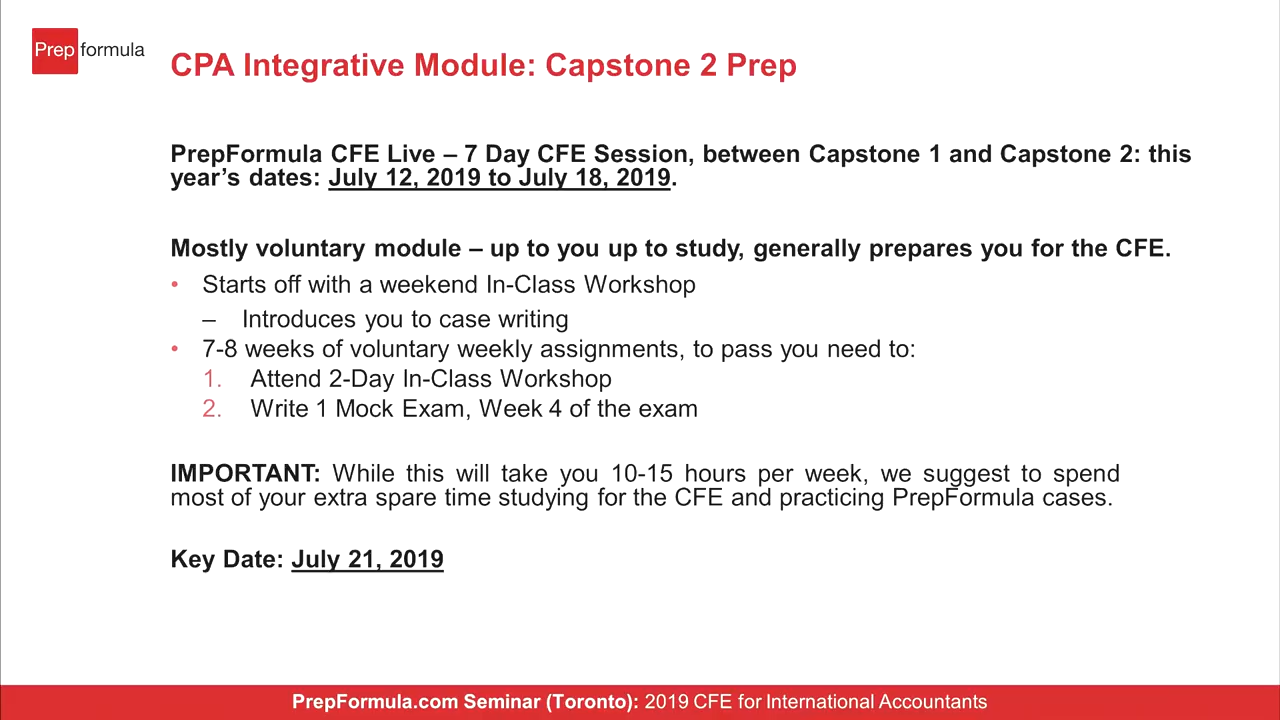 Prep formula
CPA Integrative Module: Capstone 2 Prep
PrepFormula CFE Live – 7 Day CFE Session, between Capstone 1 and Capstone 2: this
year’s dates: July 12, 2019 to July 18, 2019.
Mostly voluntary module – up to you up to study, generally prepares you for the CFE.
• Starts off with a weekend In-Class Workshop
– Introduces you to case writing
• 7-8 weeks of voluntary weekly assignments, to pass you need to:
1. Attend 2-Day In-Class Workshop
2. Write 1 Mock Exam, Week 4 of the exam
IMPORTANT: While this will take you 10-15 hours per week, we suggest to spend
most of your extra spare time studying for the CFE and practicing PrepFormula cases.
Key Date: July 21, 2019
PrepFormula.com Seminar (Toronto): 2019 CFE for International Accountants